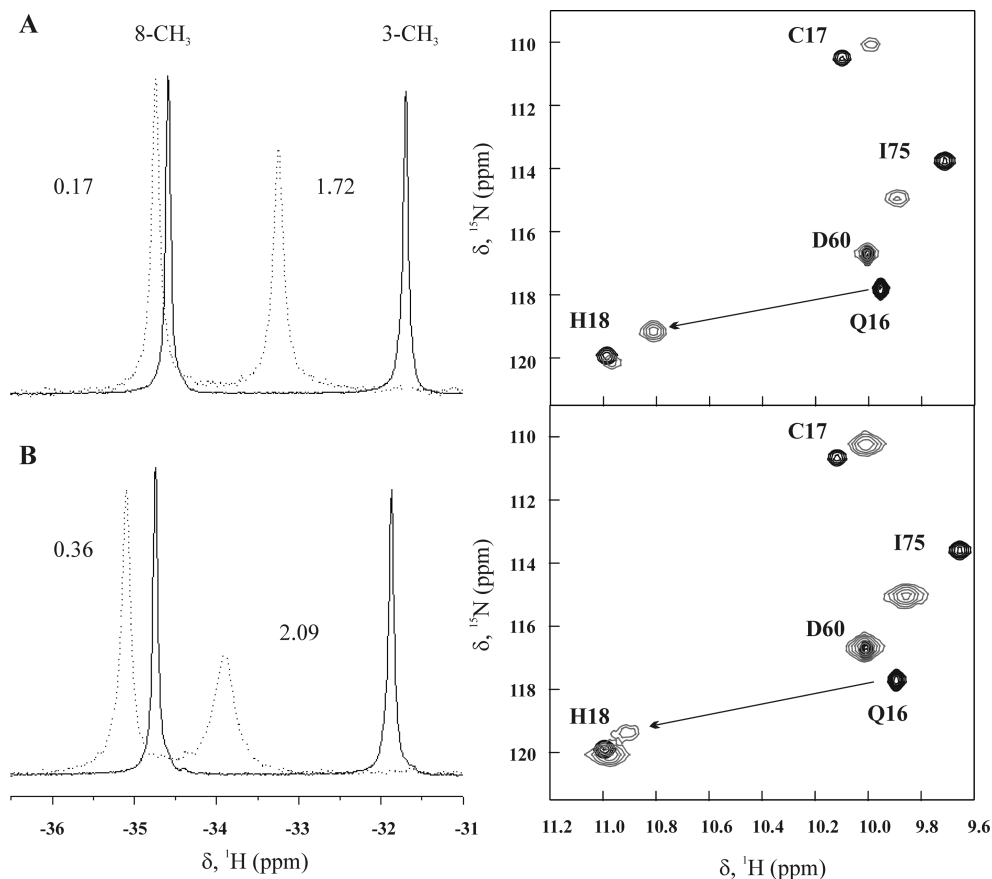 A
8-CH₃
3-CH₃
0.17
1.72
B
0.36
2.09
-36
-35
-34
-33
-32
-31
δ, ¹H (ppm)
110
112
114
116
118
120
δ, ¹⁵N (ppm)
C17
I75
D60
H18
Q16
110
112
114
116
118
120
δ, ¹⁵N (ppm)
C17
I75
D60
H18
Q16
11.2
11.0
10.8
10.6
10.4
10.2
10.0
9.8
9.6
δ, ¹H (ppm)